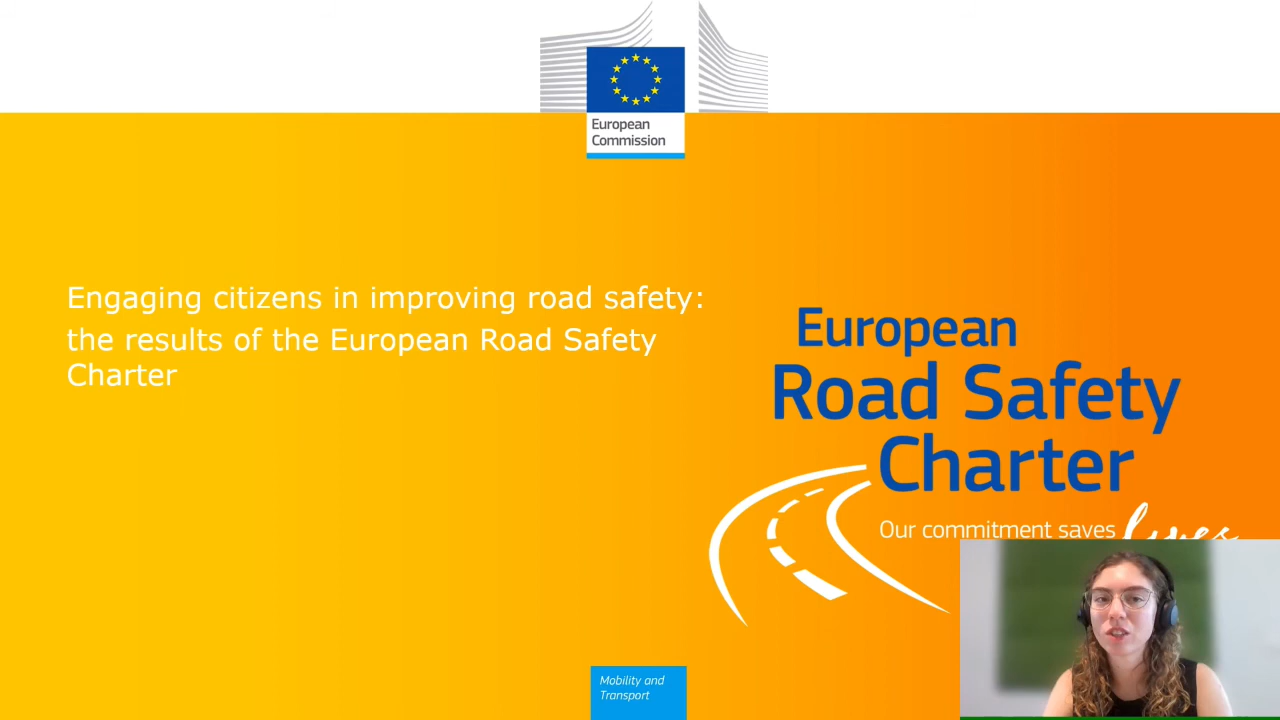 European
Commission
Engaging citizens in improving road safety:
the results of the European Road Safety
Charter
European
Road Safety
Charter
Our commitment saves lives
Mobility and
Transport